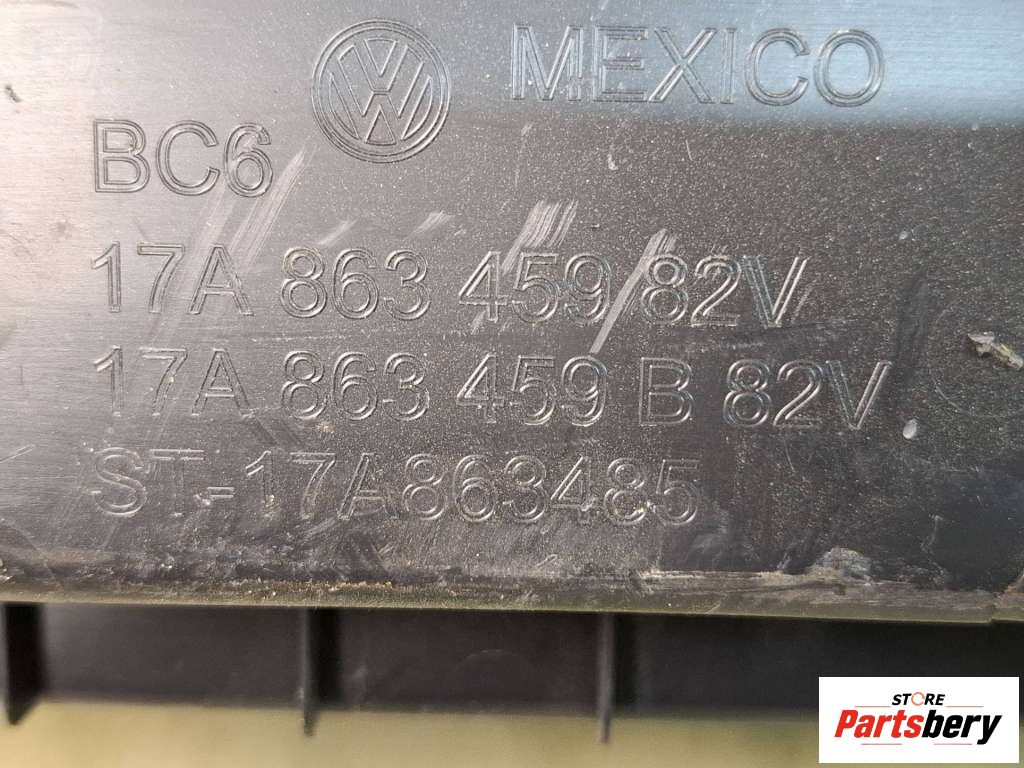 MEXICO
BC6
17A 863 459 82V
17A 863 459 B 82V
ST-17A863485
STORE
Partsbery